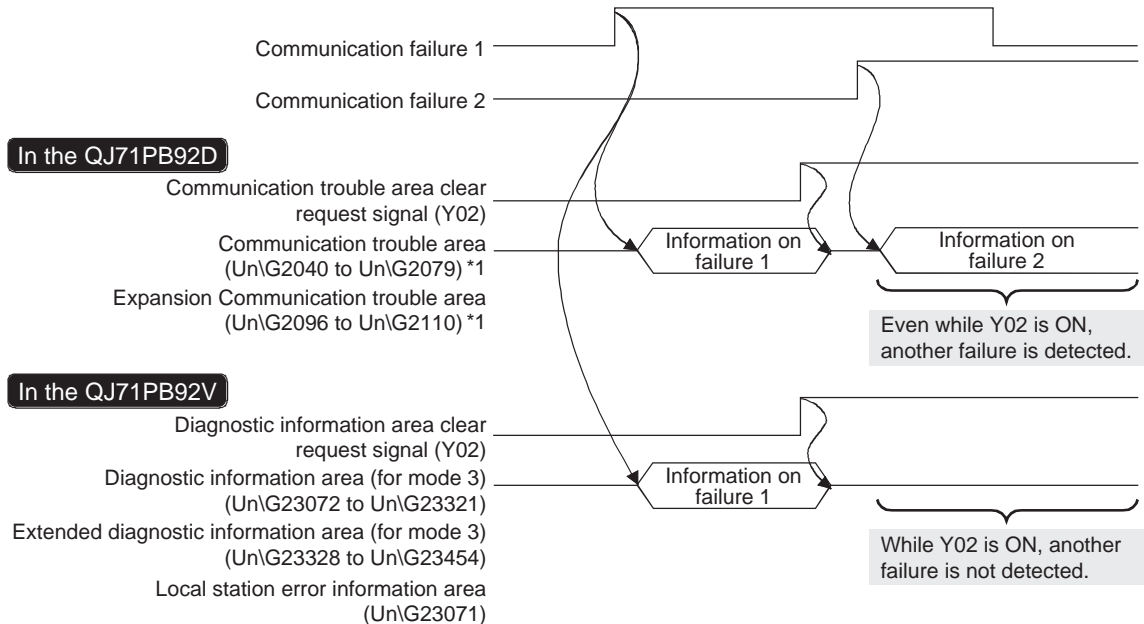 Communication failure 1
Communication failure 2
In the QJ71PB92D
Communication trouble area clear
request signal (Y02)
Communication trouble area
(Un\G2040 to Un\G2079) *1
Information on
failure 1
Information on
failure 2
Expansion Communication trouble area
(Un\G2096 to Un\G2110) *1
Even while Y02 is ON,
another failure is detected.
In the QJ71PB92V
Diagnostic information area clear
request signal (Y02)
Diagnostic information area (for mode 3)
(Un\G23072 to Un\G23321)
Information on
failure 1
Extended diagnostic information area (for mode 3)
(Un\G23328 to Un\G23454)
While Y02 is ON, another
failure is not detected.
Local station error information area
(Un\G23071)